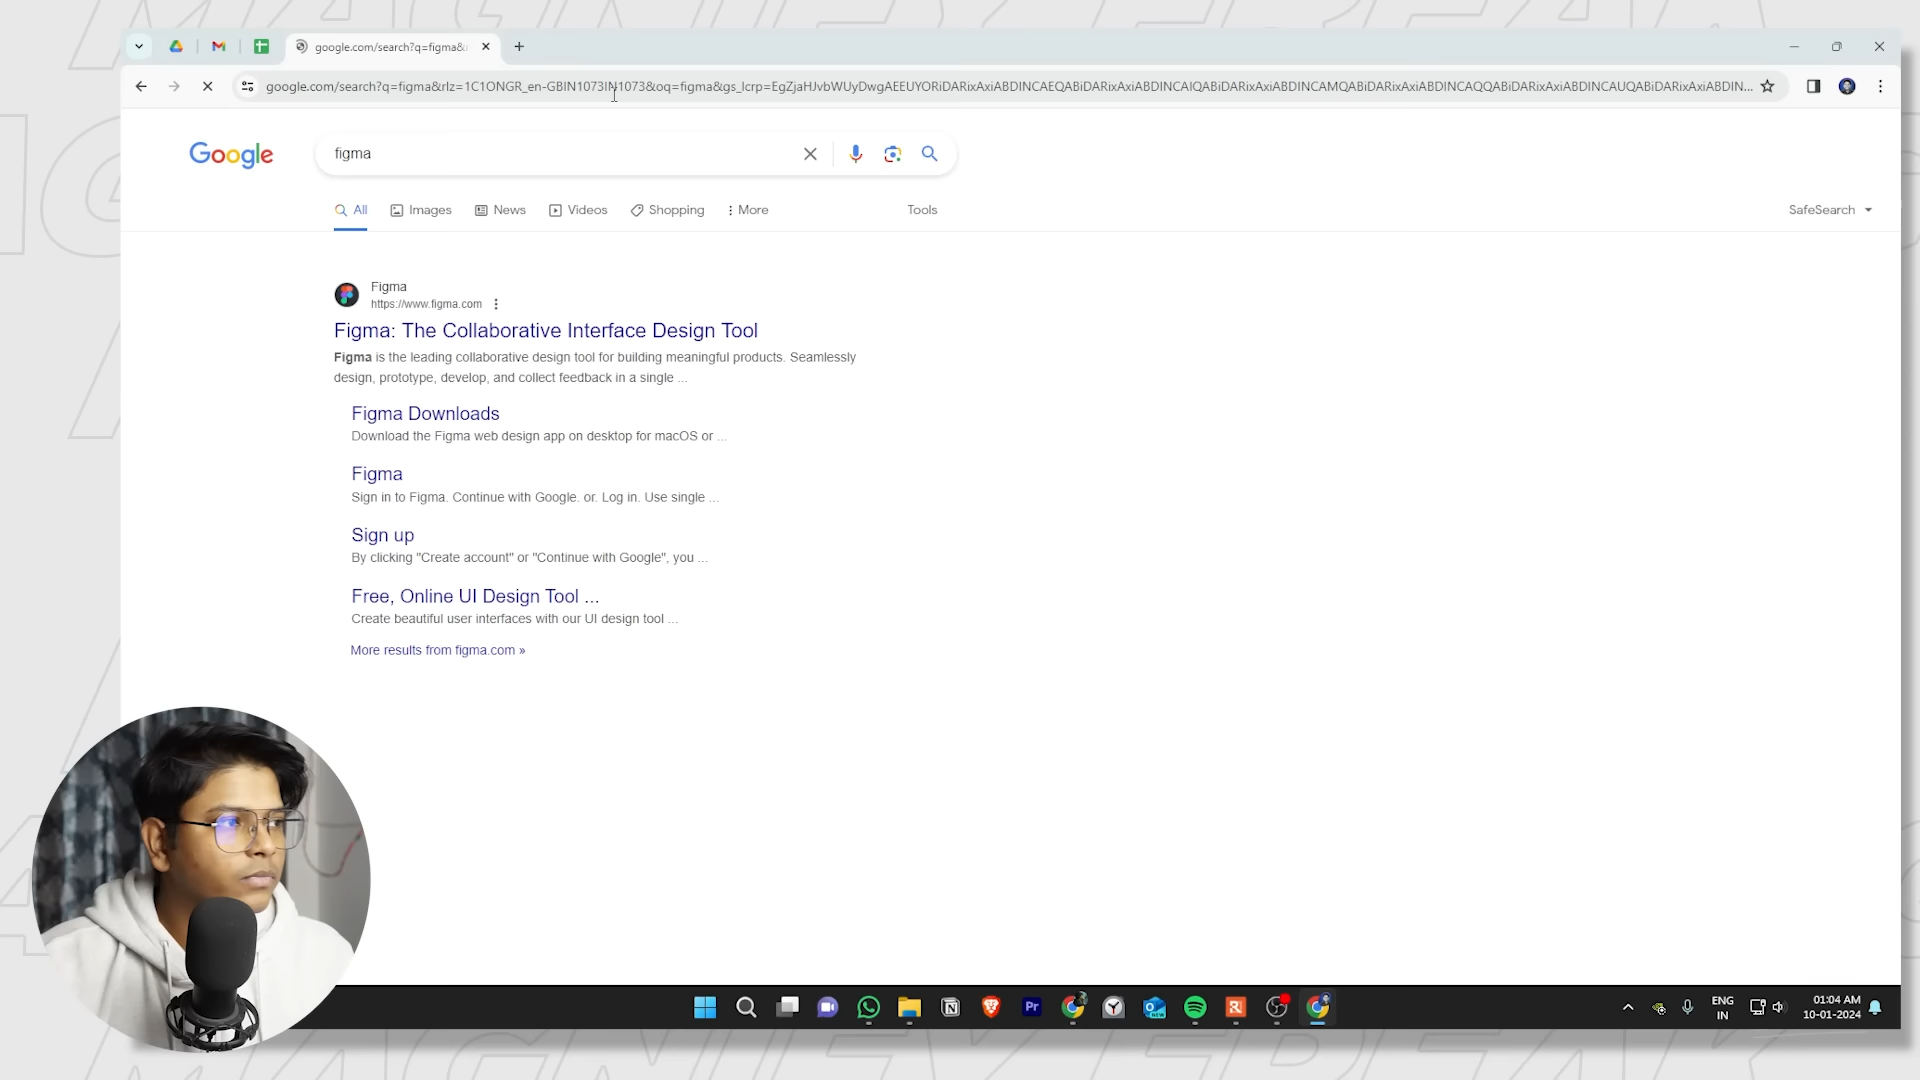 google.com/search?q=figma&
google.com/search?q=figma&rlz=1C1ONGR_en-GBIN1073IN1073&oq=figma&gs_lcrp=EgZjaHJvbWUyDwgAEEUYORiDARixAxiABDINCAEQABiDARixAxiABDINCAIQABiDARixAxiABDINCAMQABiDARixAxiABDINCAQQABiDARixAxiABDINCAUQABiDARixAxiABDIN...
Google
figma
All
Images
News
Videos
Shopping
More
Tools
SafeSearch
Figma
https://www.figma.com
Figma: The Collaborative Interface Design Tool
Figma is the leading collaborative design tool for building meaningful products. Seamlessly
design, prototype, develop, and collect feedback in a single ...
Figma Downloads
Download the Figma web design app on desktop for macOS or ...
Figma
Sign in to Figma. Continue with Google. or. Log in. Use single ...
Sign up
By clicking "Create account" or "Continue with Google", you ...
Free, Online UI Design Tool ...
Create beautiful user interfaces with our UI design tool ...
More results from figma.com »
Pr
ENG
IN
01:04 AM
10-01-2024